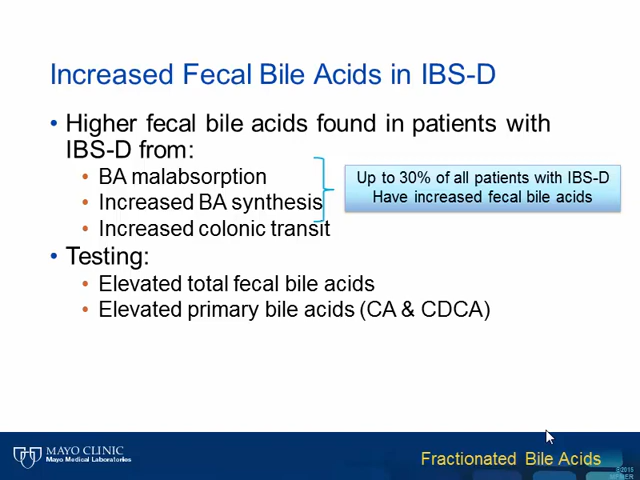 Increased Fecal Bile Acids in IBS-D
• Higher fecal bile acids found in patients with
IBS-D from:
• BA malabsorption
• Increased BA synthesis
• Increased colonic transit
Up to 30% of all patients with IBS-D
Have increased fecal bile acids
• Testing:
• Elevated total fecal bile acids
• Elevated primary bile acids (CA & CDCA)
MAYO CLINIC
Mayo Medical Laboratories
Fractionated Bile Acids